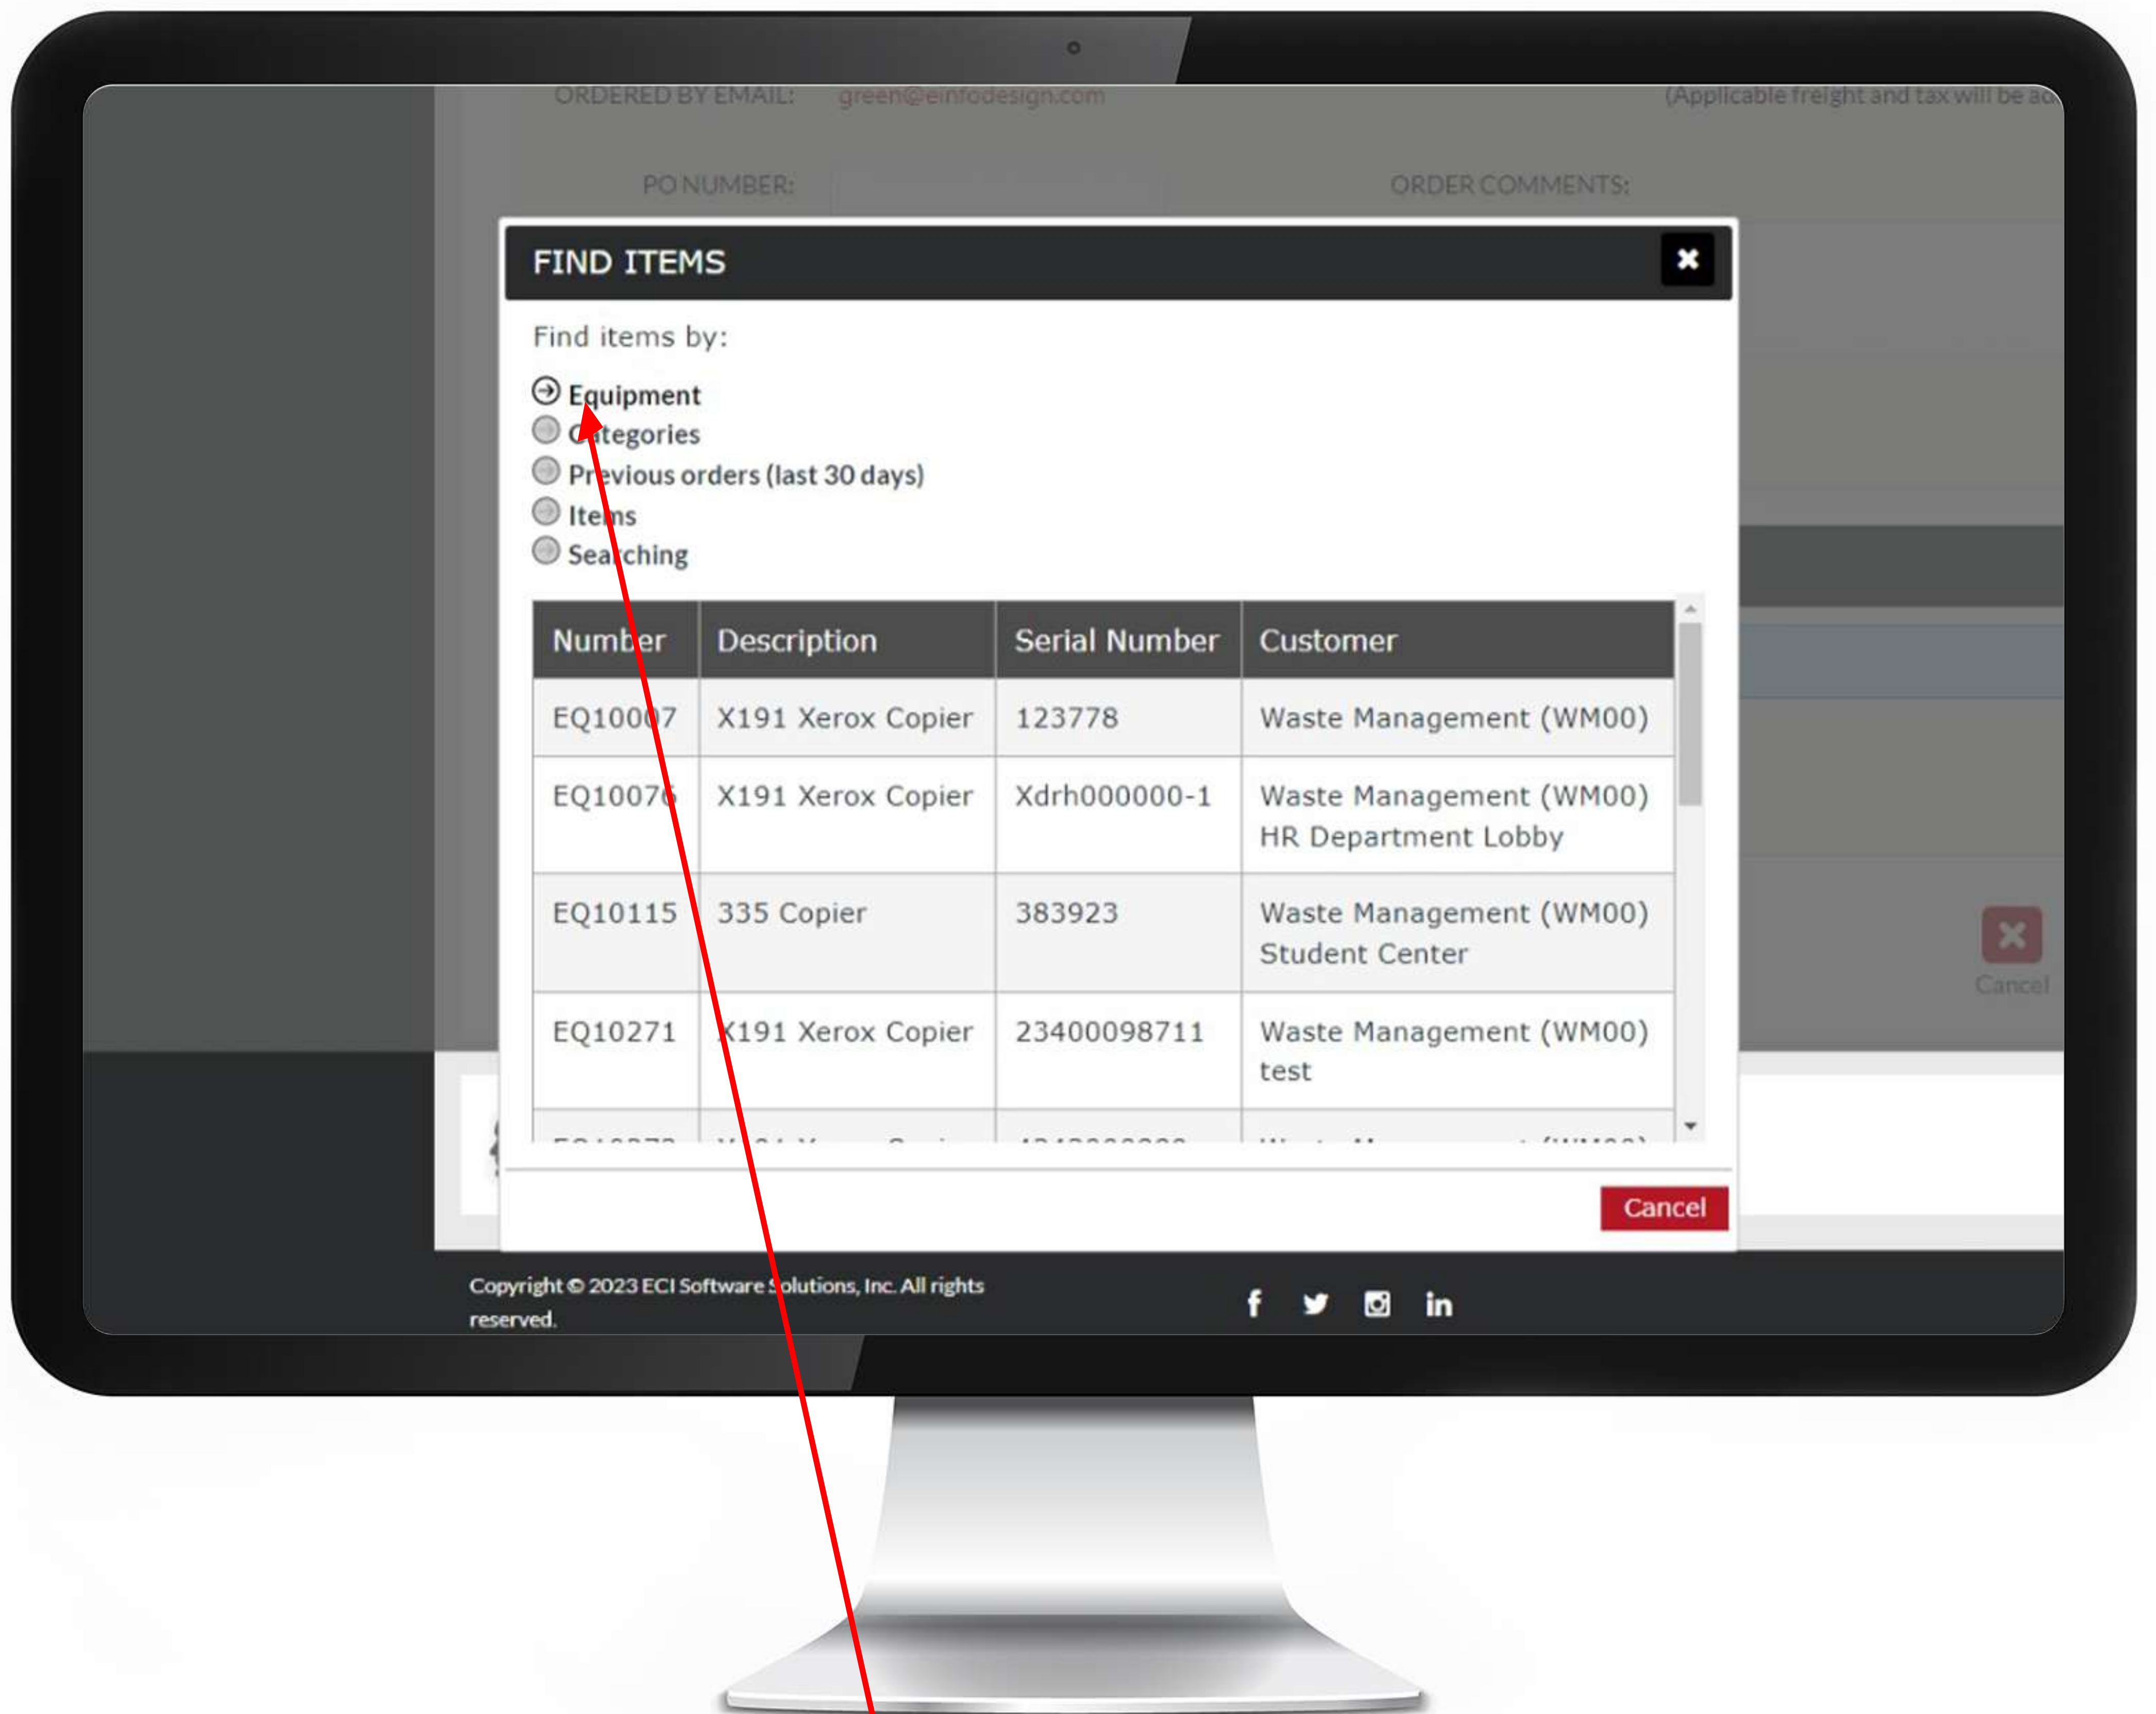 ORDERED BY EMAIL: green@einfodesign.com (Applicable freight and tax will be
PO NUMBER: ORDER COMMENTS:
FIND ITEMS
Find items by:
Equipment
Categories
Previous orders (last 30 days)
Items
Searching
Number Description Serial Number Customer
EQ10007 X191 Xerox Copier 123778 Waste Management (WM00)
EQ10076 X191 Xerox Copier Xdrh000000-1 Waste Management (WM00)
HR Department Lobby
EQ10115 335 Copier 383923 Waste Management (WM00)
Student Center
EQ10271 X191 Xerox Copier 23400098711 Waste Management (WM00)
test
Cancel
Cancel
Copyright © 2023 ECI Software Solutions, Inc. All rights
reserved.